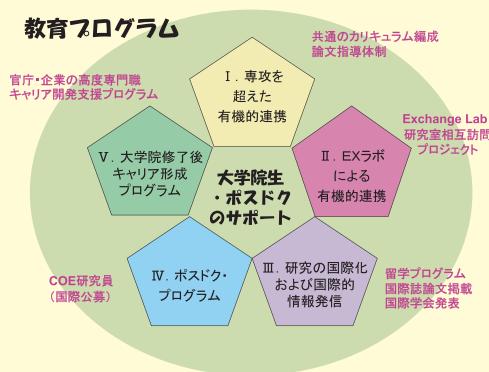 教育プログラム
共通のカリキュラム編成
論文指導体制
官庁・企業の高度専門職
キャリア開発支援プログラム
Ⅰ．専攻を
超えた
有機的連携
Exchange Lab
研究室相互訪問
プロジェクト
Ⅴ．大学院修了後
キャリア形成
プログラム
Ⅱ．EXラボ
による
有機的連携
大学院生
・ポスドク
のサポート
Ⅳ．ポスドク・
プログラム
Ⅲ．研究の国際化
および国際的
情報発信
COE研究員
（国際公募）
留学プログラム
国際誌論文掲載
国際学会発表